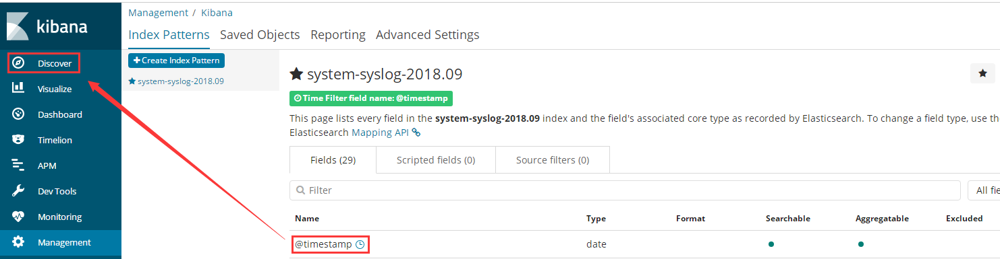 kibana
Discover
Visualize
Dashboard
Timelion
APM
Dev Tools
Monitoring
Management
Management / Kibana
Index Patterns Saved Objects Reporting Advanced Settings
Create Index Pattern
system-syslog-2018.09
system-syslog-2018.09
Time Filter field name: @timestamp
This page lists every field in the system-syslog-2018.09 index and the field's associated core type as recorded by Elasticsearch. To change a field type, use the
Elasticsearch Mapping API
Fields (29) Scripted fields (0) Source filters (0)
Filter
All fie
Name Type Format Searchable Aggregatable Excluded
@timestamp date